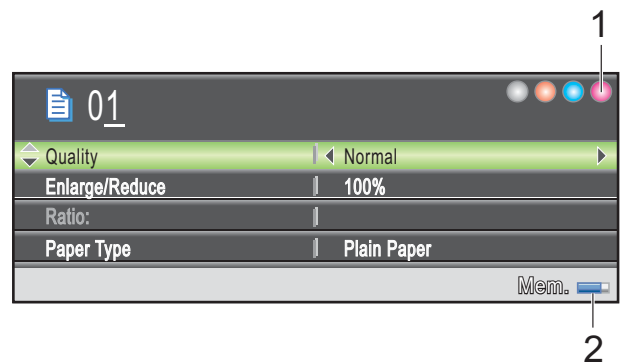 1
01
Quality Normal
Enlarge/Reduce 100%
Ratio:
Paper Type Plain Paper
Mem.
2